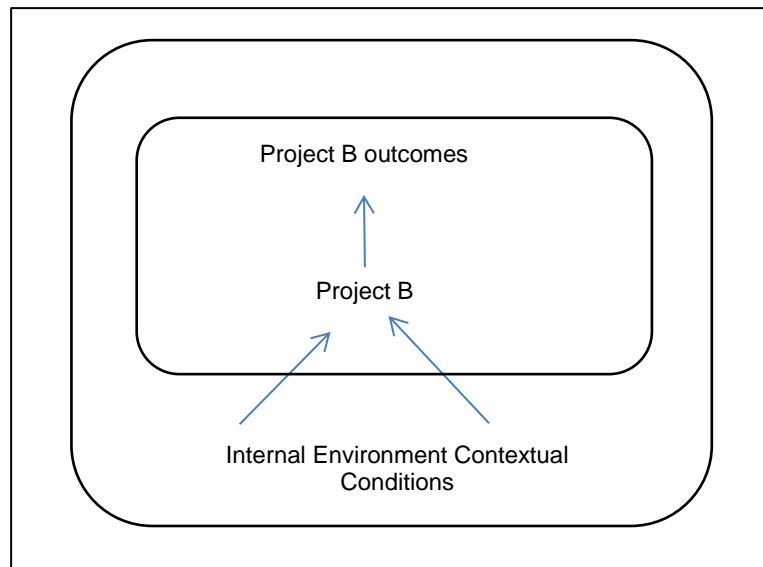 Project B outcomes
Project B
Internal Environment Contextual
Conditions